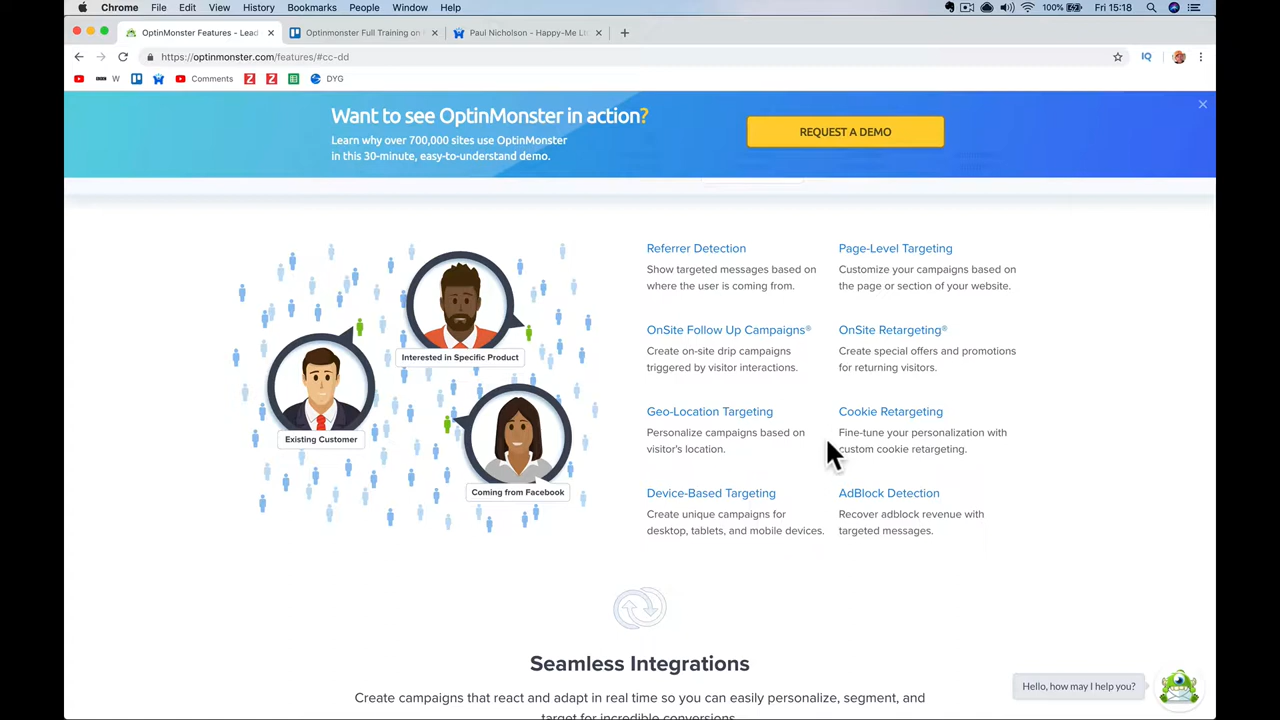 Chrome File Edit View History Bookmarks People Window Help
100% Fri 15:18
OptinMonster Features - Lead
Optinmonster Full Training on
Paul Nicholson - Happy-Me Li
https://optinmonster.com/features/#cc-dd
IQ
W
Comments
DYG
Want to see OptinMonster in action?
Learn why over 700,000 sites use OptinMonster
in this 30-minute, easy-to-understand demo.
REQUEST A DEMO
Interested in Specific Product
Existing Customer
Coming from Facebook
Referrer Detection
Show targeted messages based on
where the user is coming from.
Page-Level Targeting
Customize your campaigns based on
the page or section of your website.
OnSite Follow Up Campaigns®
Create on-site drip campaigns
triggered by visitor interactions.
OnSite Retargeting®
Create special offers and promotions
for returning visitors.
Geo-Location Targeting
Personalize campaigns based on
visitor's location.
Cookie Retargeting
Fine-tune your personalization with
custom cookie retargeting.
Device-Based Targeting
Create unique campaigns for
desktop, tablets, and mobile devices.
AdBlock Detection
Recover adblock revenue with
targeted messages.
Seamless Integrations
Create campaigns that react and adapt in real time so you can easily personalize, segment, and
target for incredible conversions.
Hello, how may I help you?